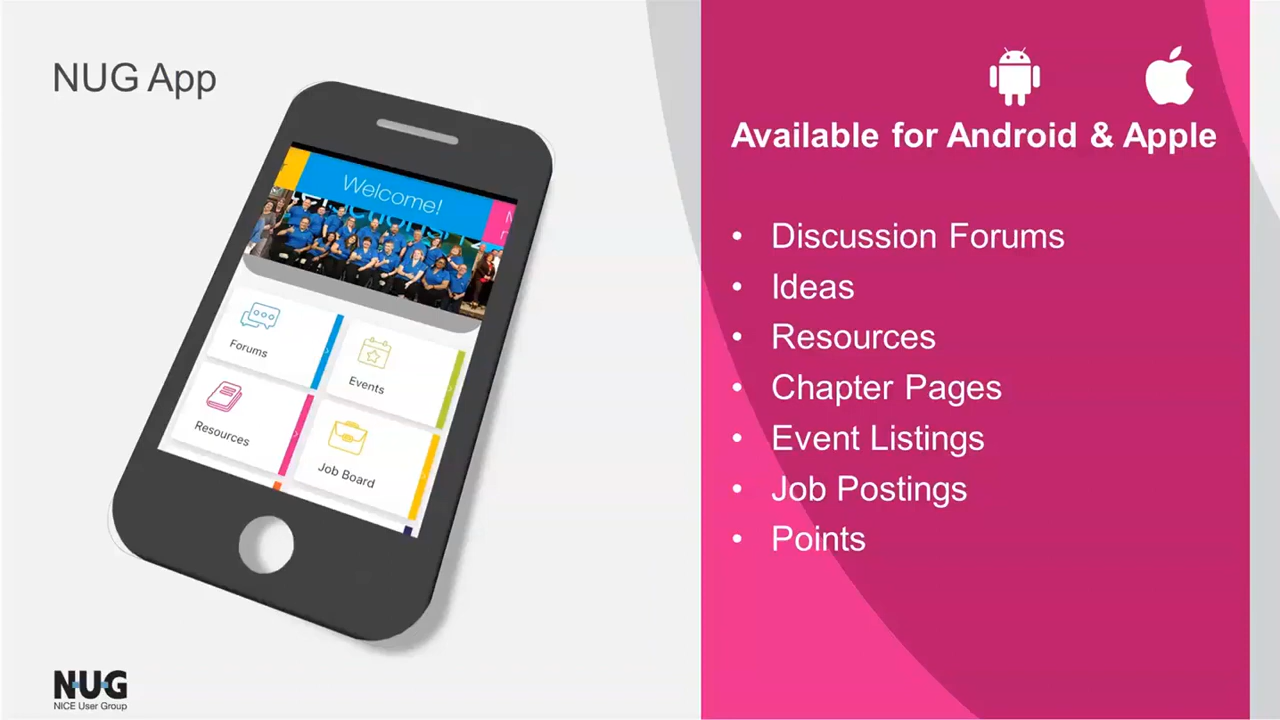 NUG App
Welcome!
Forums
Events
Resources
Job Board
NUG
NICE User Group
Available for Android & Apple
• Discussion Forums
• Ideas
• Resources
• Chapter Pages
• Event Listings
• Job Postings
• Points